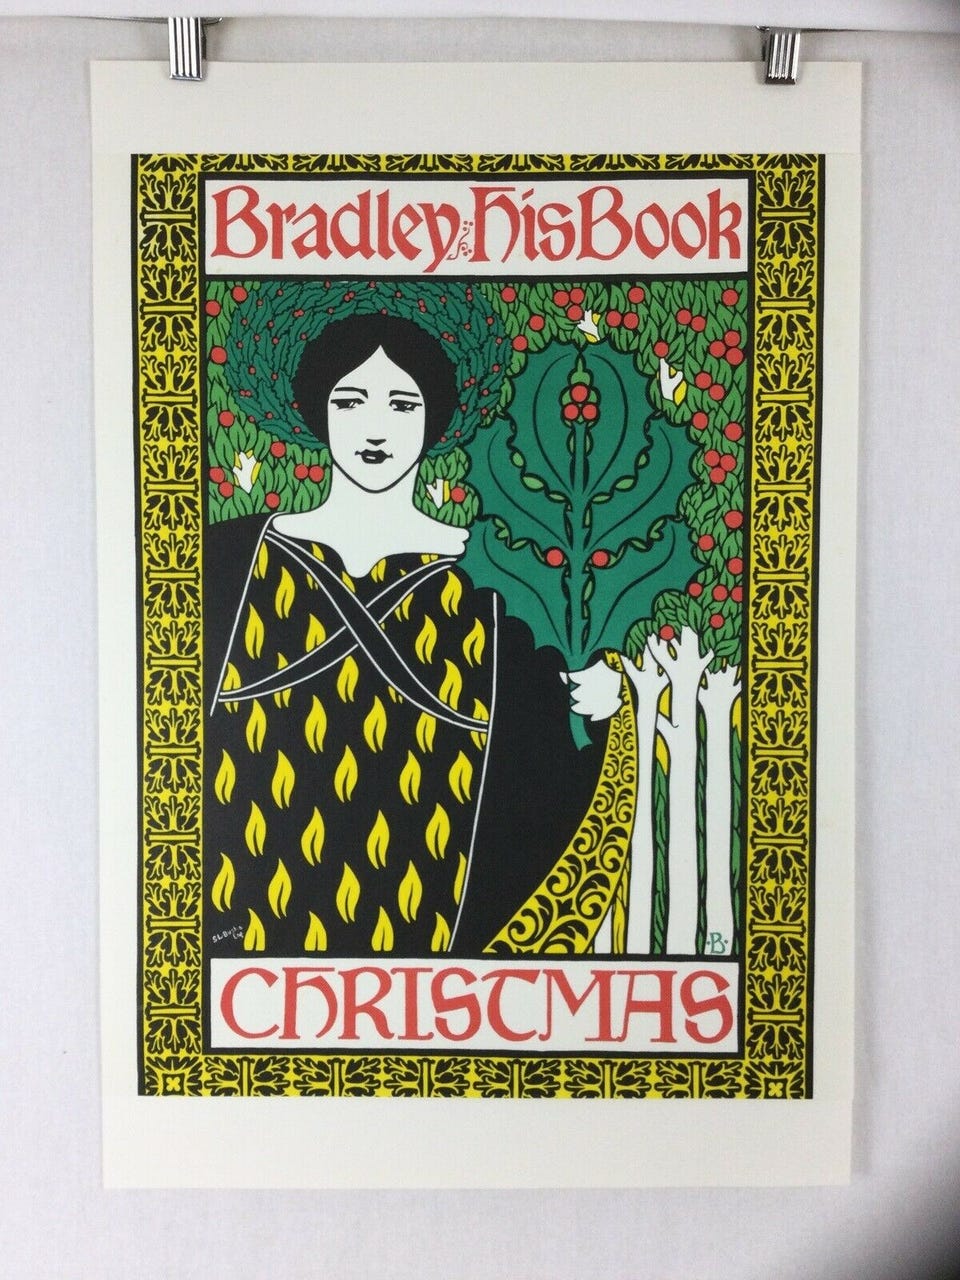 Bradley His Book
CHRISTMAS
·B·